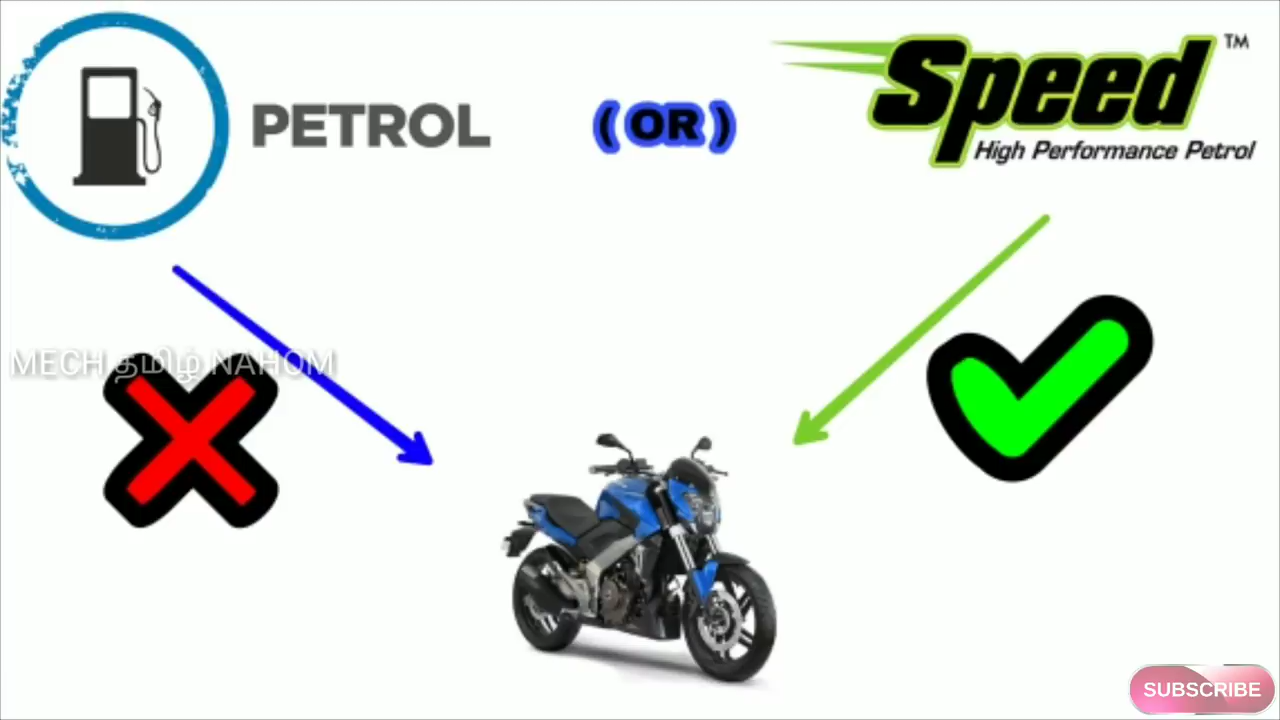 PETROL
( OR )
Speed™
High Performance Petrol
MECH தமிழ் NAHOM
SUBSCRIBE